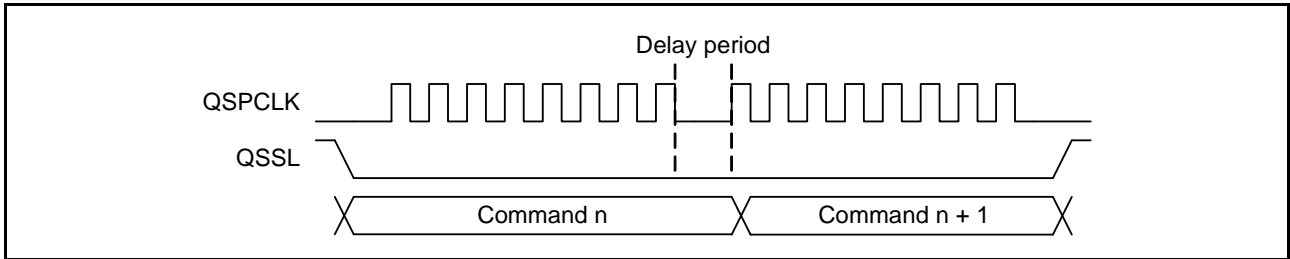 Delay period
QSPCLK
QSSL
Command n
Command n + 1